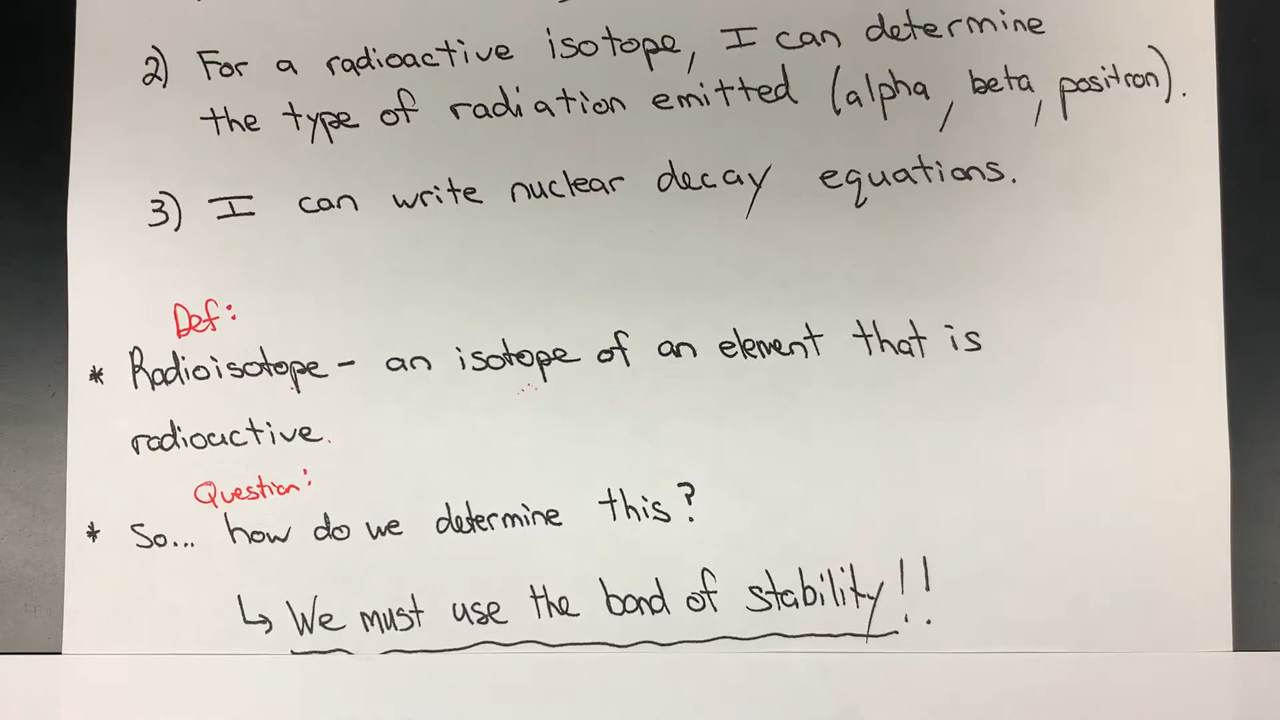 2) For a radioactive isotope, I can determine
the type of radiation emitted (alpha, beta, positron).
3) I can write nuclear decay equations.
Def:
* Radioisotope - an isotope of an element that is
radioactive.
Question:
* So... how do we determine this?
↳ We must use the band of stability!!